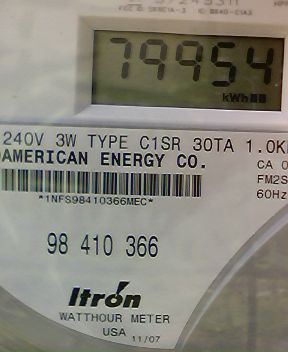 79954
kWh
240V 3W TYPE C1SR 30TA 1.0K
AMERICAN ENERGY CO. CA 0
FM2S
*1NFS98410366MEC* 60Hz
98 410 366
Itron
WATTHOUR METER
USA 11/07